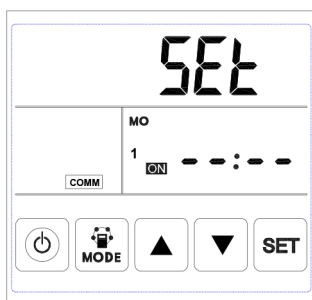 SEt
MO
1 ON --:--
COMM
MODE
SET